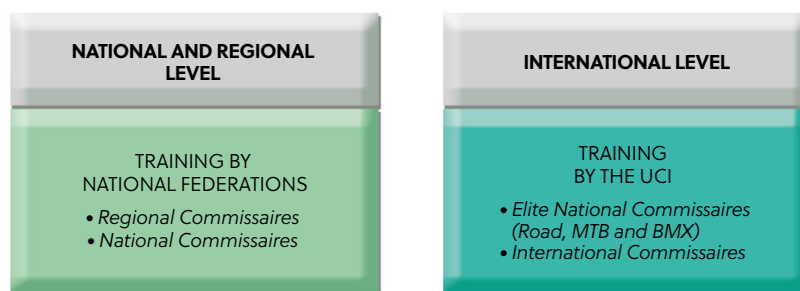 NATIONAL AND REGIONAL
LEVEL
TRAINING BY
NATIONAL FEDERATIONS
• Regional Commissaires
• National Commissaires
INTERNATIONAL LEVEL
TRAINING
BY THE UCI
• Elite National Commissaires
(Road, MTB and BMX)
• International Commissaires